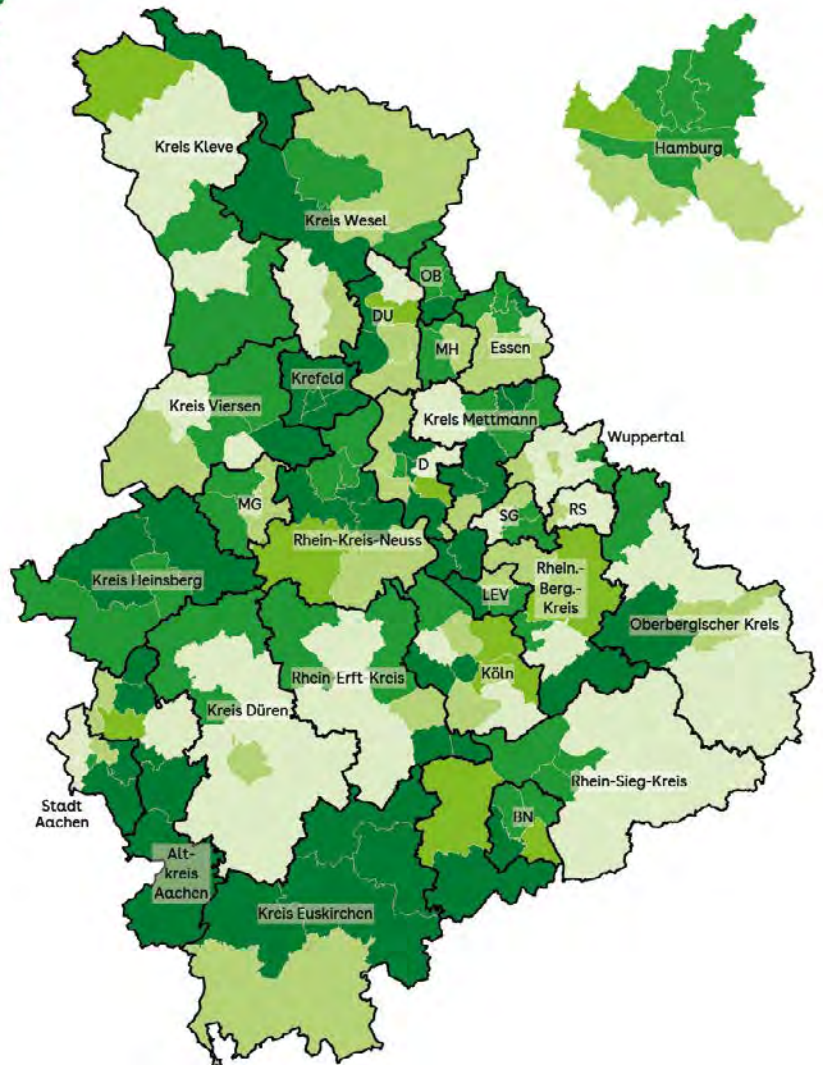 Kreis Kleve
Hamburg
Kreis Wesel
OB
DU
MH
Essen
Krefeld
Kreis Viersen
Kreis Mettmann
Wuppertal
D
MG
SG
RS
Rhein-Kreis-Neuss
Kreis Heinsberg
LEV
Rhein.-
Berg.-
Kreis
Oberbergischer Kreis
Rhein-Erft-Kreis
Köln
Kreis Düren
Rhein-Sieg-Kreis
Stadt
Aachen
BN
Alt-
kreis
Aachen
Kreis Euskirchen